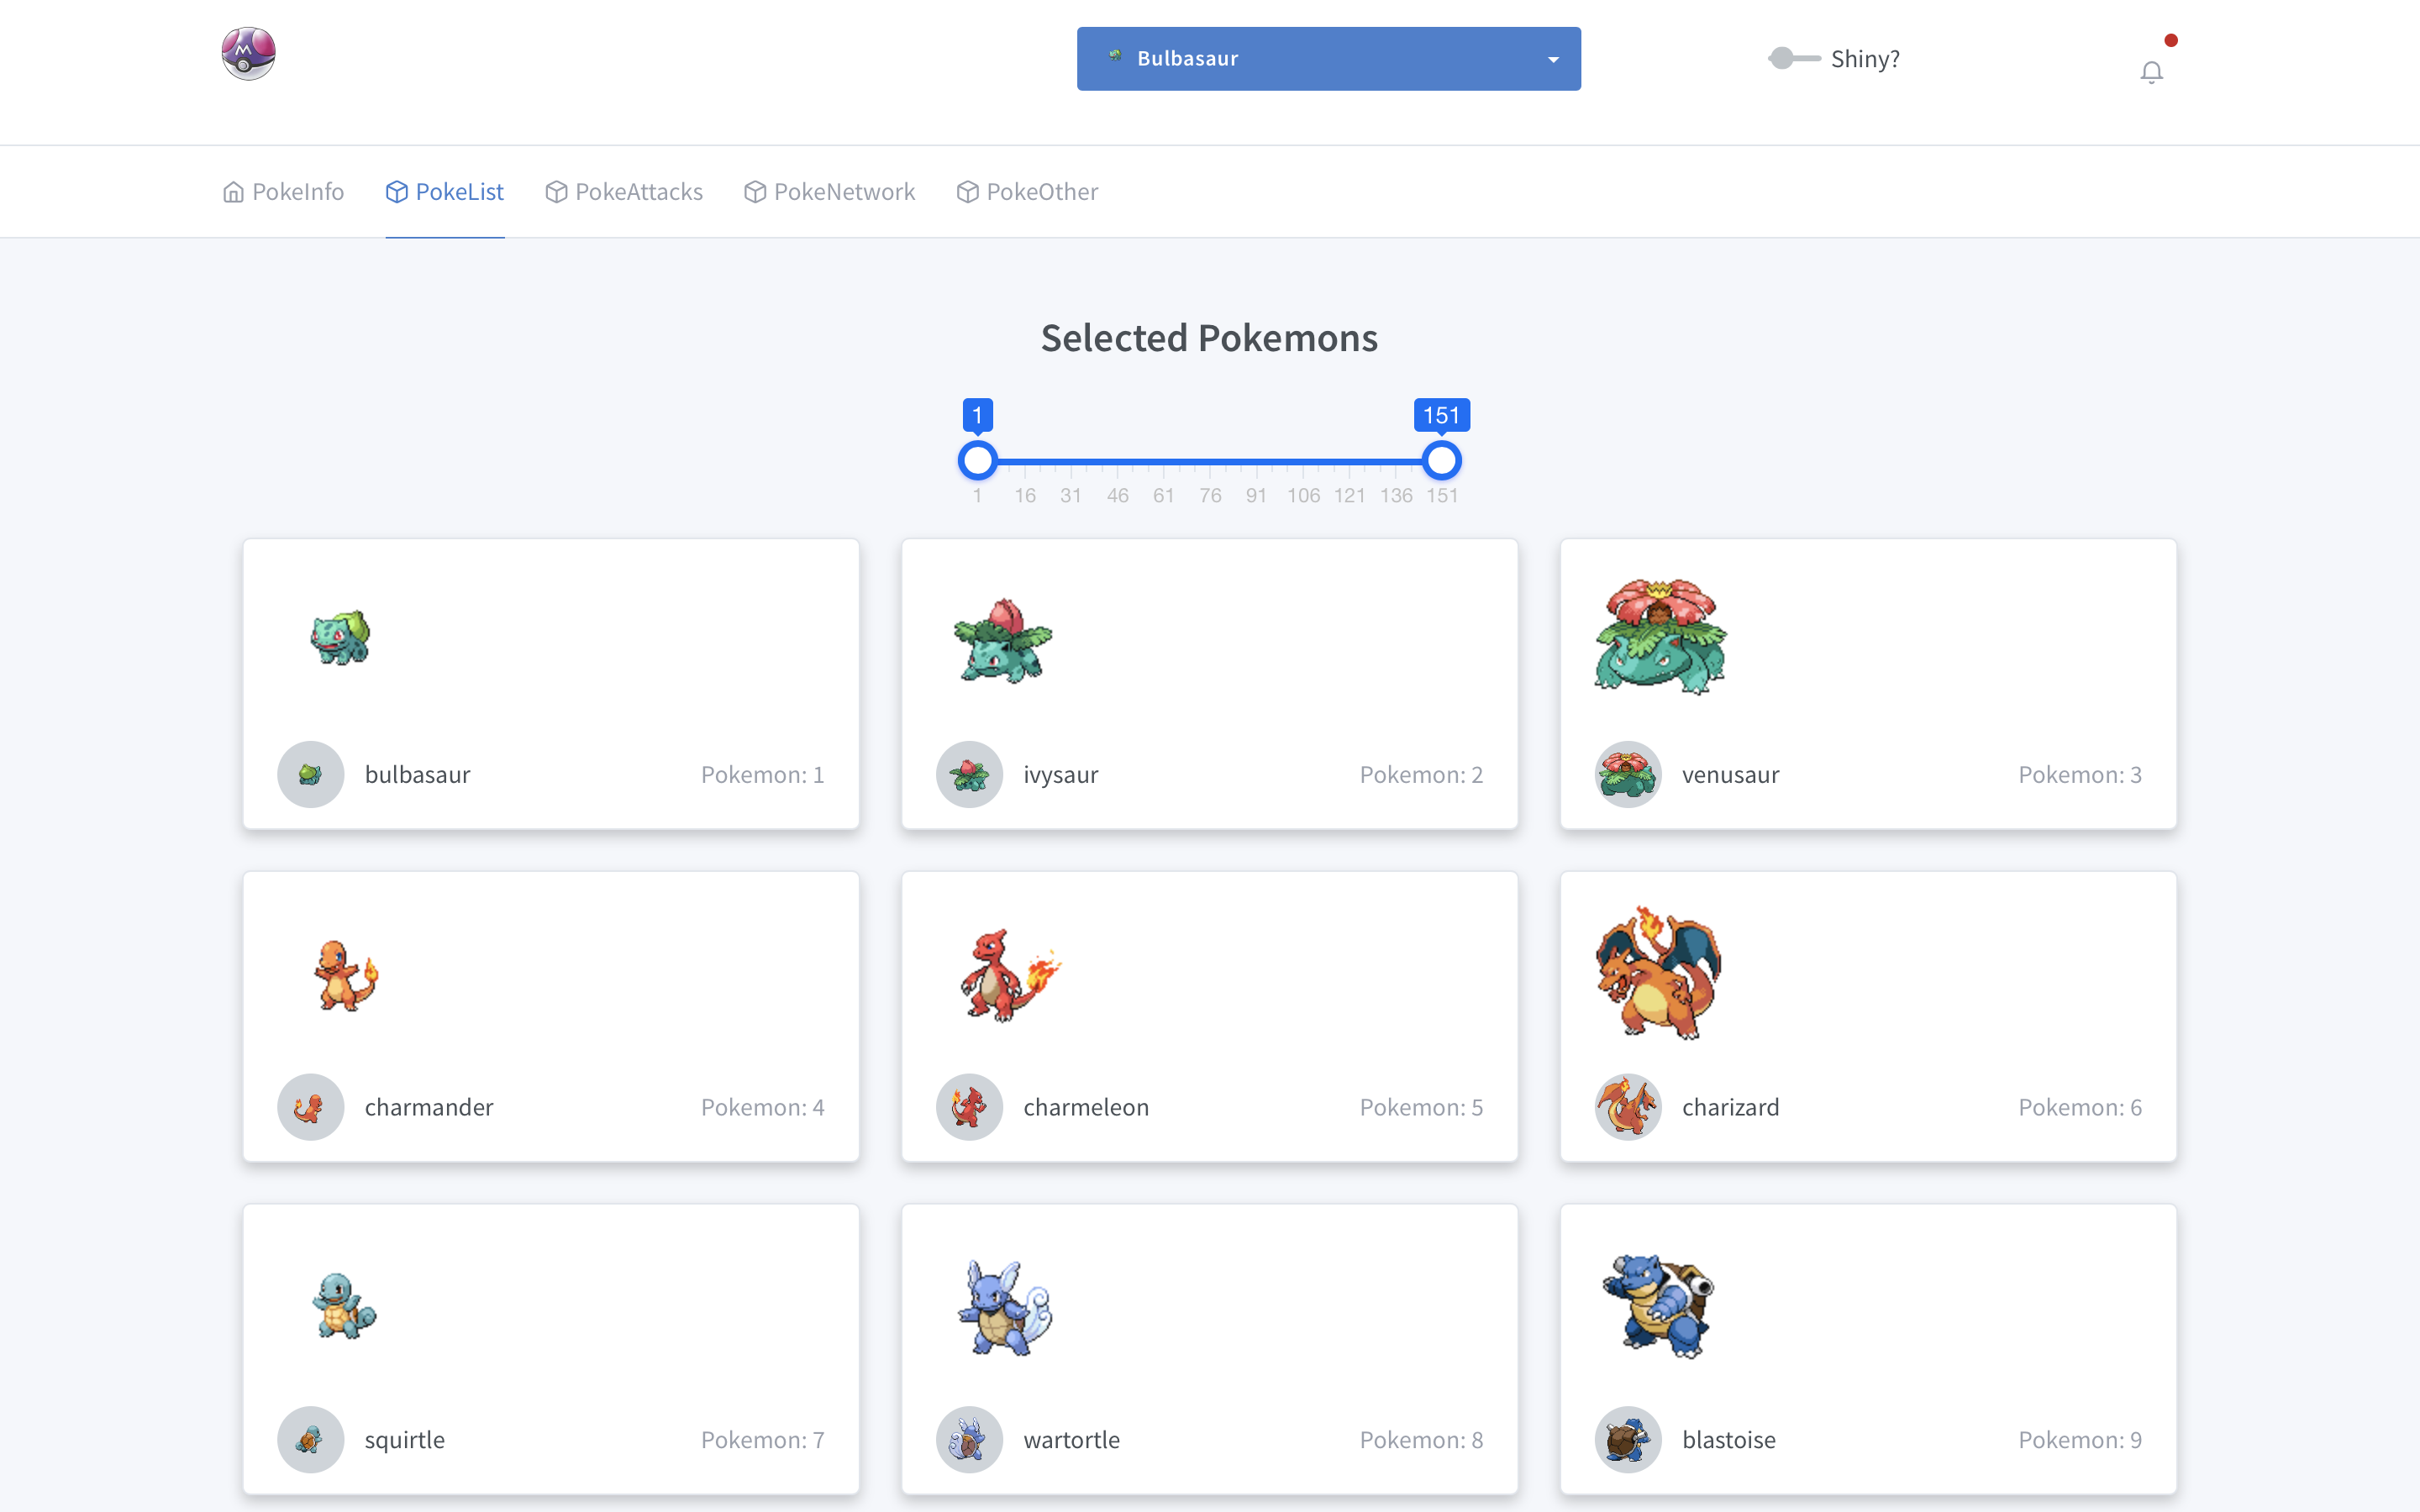 Bulbasaur
Shiny?
PokeInfo PokeList PokeAttacks PokeNetwork PokeOther
Selected Pokemons
1 151
1 16 31 46 61 76 91 106 121 136 151
bulbasaur Pokemon: 1
ivysaur Pokemon: 2
venusaur Pokemon: 3
charmander Pokemon: 4
charmeleon Pokemon: 5
charizard Pokemon: 6
squirtle Pokemon: 7
wartortle Pokemon: 8
blastoise Pokemon: 9